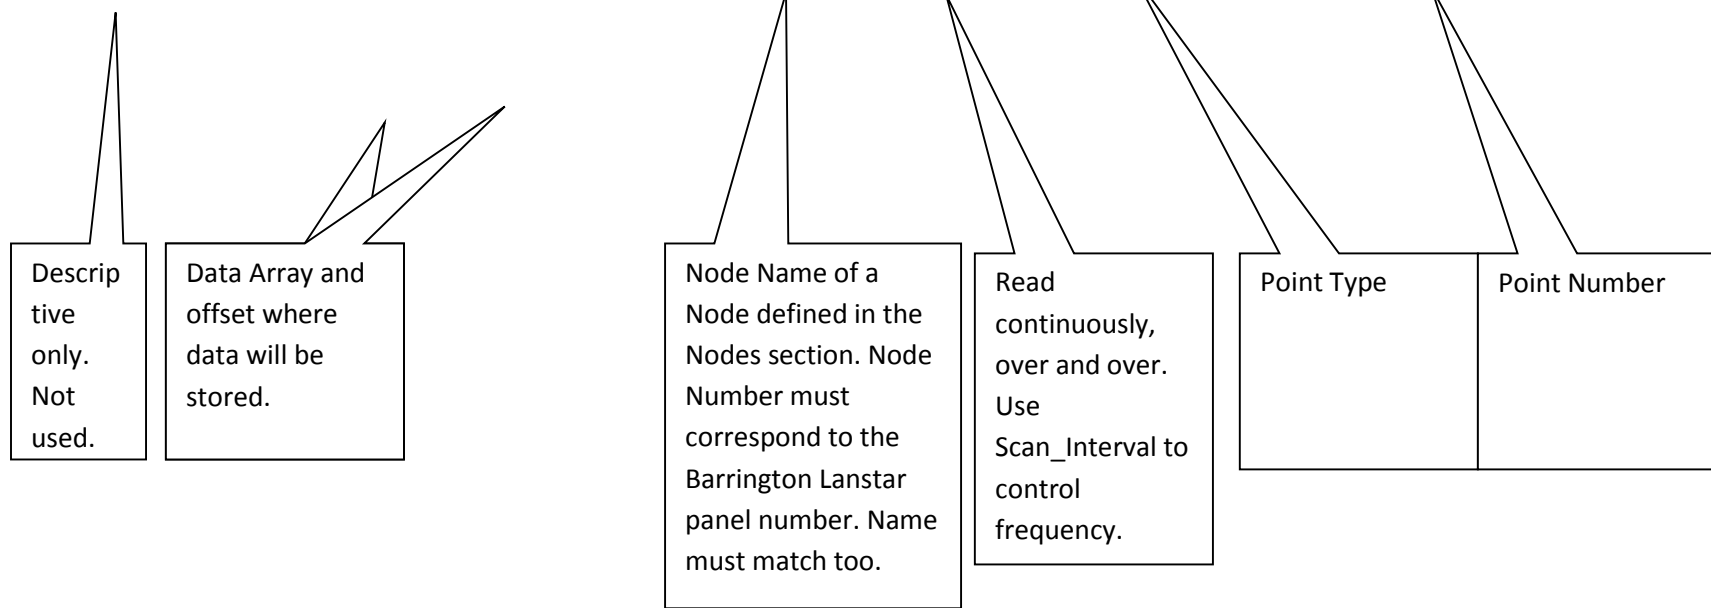 Descrip
tive
only.
Not
used.
Data Array and
offset where
data will be
stored.
Node Name of a
Node defined in the
Nodes section. Node
Number must
correspond to the
Barrington Lanstar
panel number. Name
must match too.
Read
continuously,
over and over.
Use
Scan_Interval to
control
frequency.
Point Type
Point Number